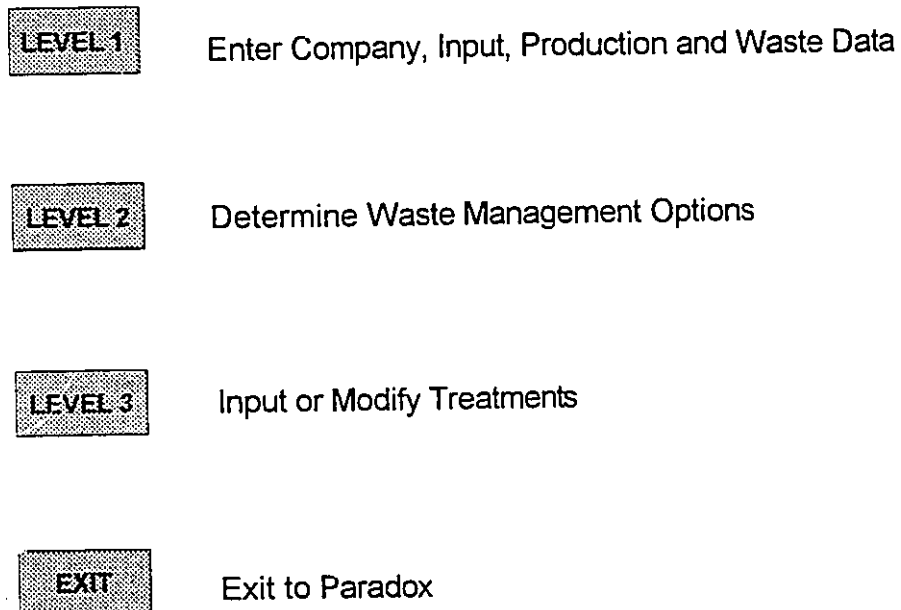 LEVEL 1 Enter Company, Input, Production and Waste Data
LEVEL 2 Determine Waste Management Options
LEVEL 3 Input or Modify Treatments
EXIT Exit to Paradox